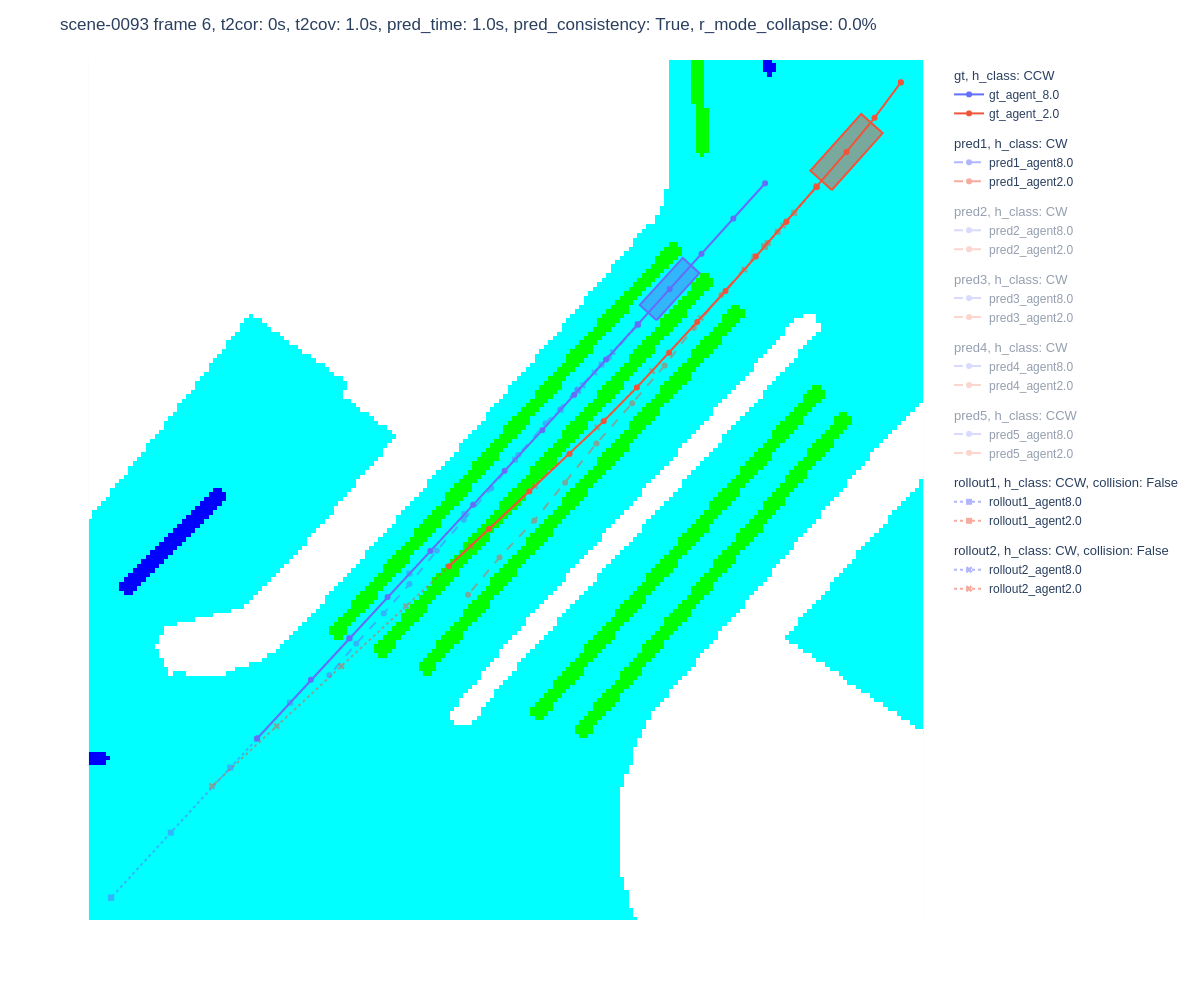 scene-0093 frame 6, t2cor: 0s, t2cov: 1.0s, pred_time: 1.0s, pred_consistency: True, r_mode_collapse: 0.0%
gt, h_class: CCW
gt_agent_8.0
gt_agent_2.0
pred1, h_class: CW
pred1_agent8.0
pred1_agent2.0
pred2, h_class: CW
pred2_agent8.0
pred2_agent2.0
pred3, h_class: CW
pred3_agent8.0
pred3_agent2.0
pred4, h_class: CW
pred4_agent8.0
pred4_agent2.0
pred5, h_class: CCW
pred5_agent8.0
pred5_agent2.0
rollout1, h_class: CCW, collision: False
rollout1_agent8.0
rollout1_agent2.0
rollout2, h_class: CW, collision: False
rollout2_agent8.0
rollout2_agent2.0